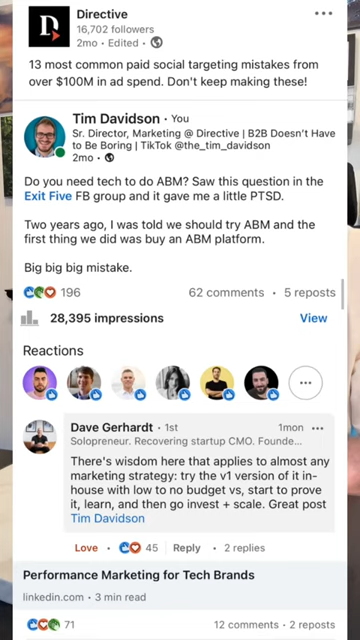 Directive
16,702 followers
2mo • Edited •
13 most common paid social targeting mistakes from
over $100M in ad spend. Don't keep making these!
Tim Davidson • You
Sr. Director, Marketing @ Directive | B2B Doesn't Have
to Be Boring | TikTok @the_tim_davidson
2mo •
Do you need tech to do ABM? Saw this question in the
Exit Five FB group and it gave me a little PTSD.
Two years ago, I was told we should try ABM and the
first thing we did was buy an ABM platform.
Big big big mistake.
196 62 comments • 5 reposts
28,395 impressions View
Reactions
Dave Gerhardt • 1st 1mon
Solopreneur. Recovering startup CMO. Founde...
There's wisdom here that applies to almost any
marketing strategy: try the v1 version of it in-
house with low to no budget vs, start to prove
it, learn, and then go invest + scale. Great post
Tim Davidson
Love • 45 Reply • 2 replies
Performance Marketing for Tech Brands
linkedin.com • 3 min read
71 12 comments • 2 reposts